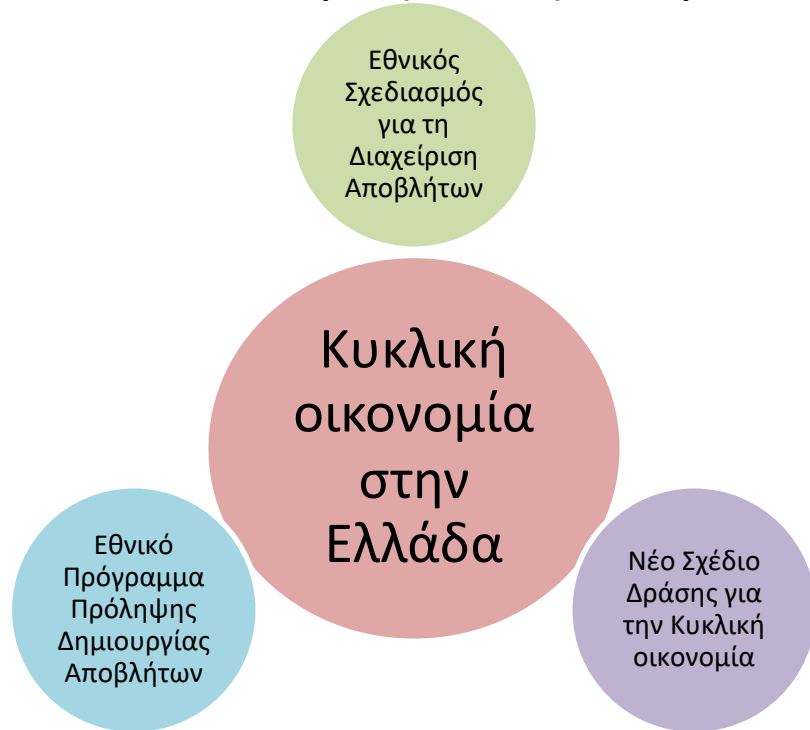 Εθνικός
Σχεδιασμός
για τη
Διαχείριση
Αποβλήτων
Κυκλική
οικονομία
στην
Ελλάδα
Εθνικό
Πρόγραμμα
Πρόληψης
Δημιουργίας
Αποβλήτων
Νέο Σχέδιο
Δράσης για
την Κυκλική
οικονομία